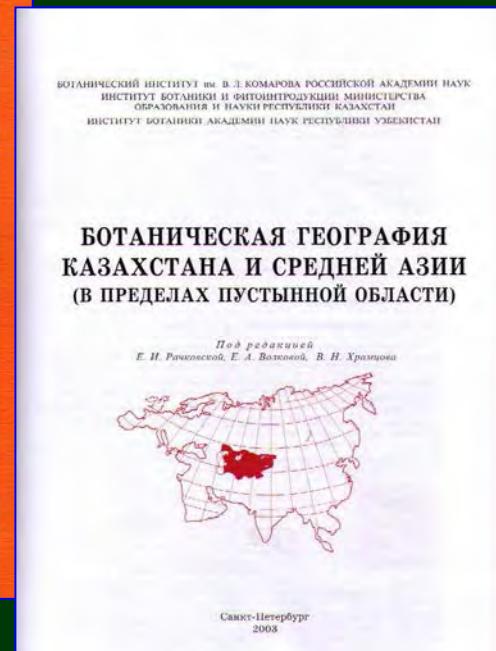 БОТАНИЧЕСКИЙ ИНСТИТУТ им. В. Л. КОМАРОВА РОССИЙСКОЙ АКАДЕМИИ НАУК
ИНСТИТУТ БОТАНИКИ И ФИТОИНТРОДУКЦИИ МИНИСТЕРСТВА
ОБРАЗОВАНИЯ И НАУКИ РЕСПУБЛИКИ КАЗАХСТАН
ИНСТИТУТ БОТАНИКИ АКАДЕМИИ НАУК РЕСПУБЛИКИ УЗБЕКИСТАН
БОТАНИЧЕСКАЯ ГЕОГРАФИЯ
КАЗАХСТАНА И СРЕДНЕЙ АЗИИ
(В ПРЕДЕЛАХ ПУСТЫННОЙ ОБЛАСТИ)
Под редакцией
Е. И. Рачковской, Е. А. Волковой, В. Н. Храмцова
Санкт-Петербург
2003